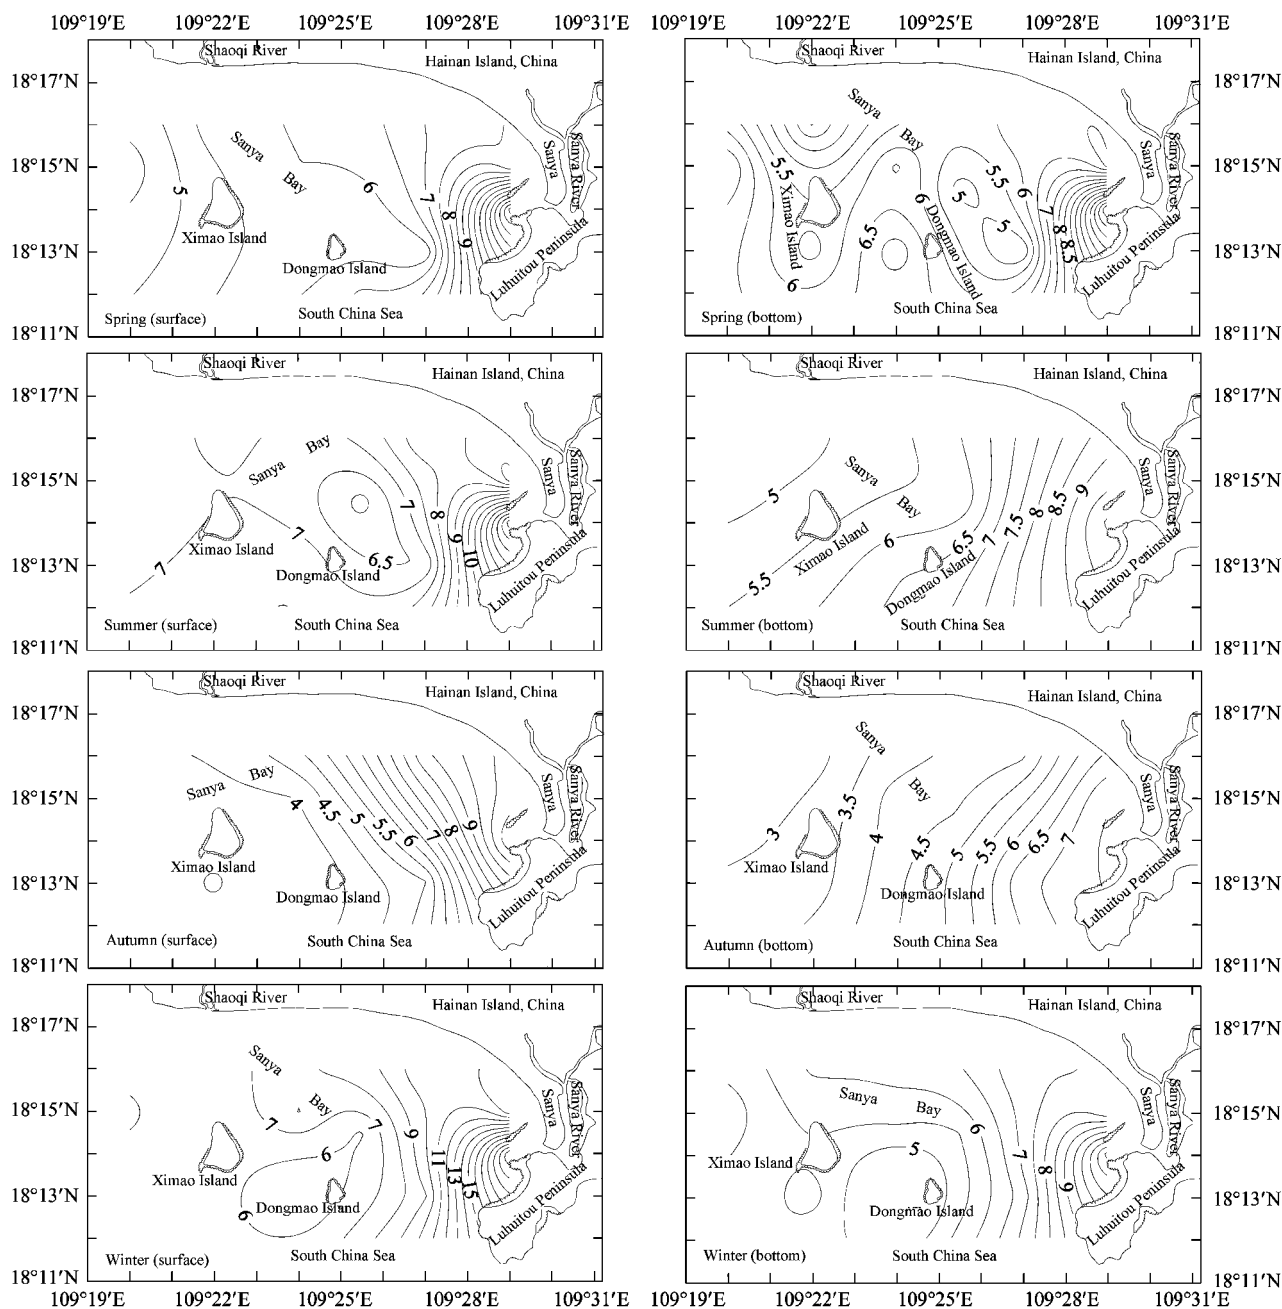 109°19′E 109°22′E 109°25′E 109°28′E 109°31′E
109°19′E 109°22′E 109°25′E 109°28′E 109°31′E
18°17′N
18°15′N
18°13′N
18°11′N
Shaoqi River
Hainan Island, China
Sanya
Bay
Sanya
Sanya River
Ximao Island
Dongmao Island
Luhuitou Peninsula
South China Sea
Spring (surface)
5
6
7
8
9
Shaoqi River
Hainan Island, China
Sanya
Bay
Sanya
Sanya River
Ximao Island
Dongmao Island
Luhuitou Peninsula
Spring (bottom)
South China Sea
5.5
6
6.5
6
5
5.5
5
6
7
8
8.5
18°17′N
18°15′N
18°13′N
18°11′N
18°17′N
18°15′N
18°13′N
18°11′N
Shaoqi River
Hainan Island, China
Bay
Sanya
Sanya
Sanya River
Ximao Island
Dongmao Island
Luhuitou Peninsula
Summer (surface)
South China Sea
7
7
6.5
7
8
9
10
Shaoqi River
Hainan Island, China
Sanya
Bay
Sanya
Sanya River
Ximao Island
Dongmao Island
Luhuitou Peninsula
Summer (bottom)
South China Sea
5
5.5
6
6.5
7
7.5
8
8.5
9
18°17′N
18°15′N
18°13′N
18°11′N
18°17′N
18°15′N
18°13′N
18°11′N
Shaoqi River
Hainan Island, China
Sanya
Bay
Sanya
Sanya River
Ximao Island
Dongmao Island
Luhuitou Peninsula
Autumn (surface)
South China Sea
4
4.5
5
5.5
6
7
8
9
Shaoqi River
Hainan Island, China
Sanya
Bay
Sanya
Sanya River
Ximao Island
Dongmao Island
Luhuitou Peninsula
Autumn (bottom)
South China Sea
3
3.5
4
4.5
5
5.5
6
6.5
7
18°17′N
18°15′N
18°13′N
18°11′N
18°17′N
18°15′N
18°13′N
18°11′N
Shaoqi River
Hainan Island, China
Sanya
Bay
Sanya
Sanya River
Ximao Island
Dongmao Island
Luhuitou Peninsula
South China Sea
Winter (surface)
7
6
6
7
9
11
13
15
Shaoqi River
Hainan Island, China
Sanya
Bay
Sanya
Sanya River
Ximao Island
Dongmao Island
Luhuitou Peninsula
Winter (bottom)
South China Sea
5
6
7
8
9
18°17′N
18°15′N
18°13′N
18°11′N
109°19′E 109°22′E 109°25′E 109°28′E 109°31′E
109°19′E 109°22′E 109°25′E 109°28′E 109°31′E